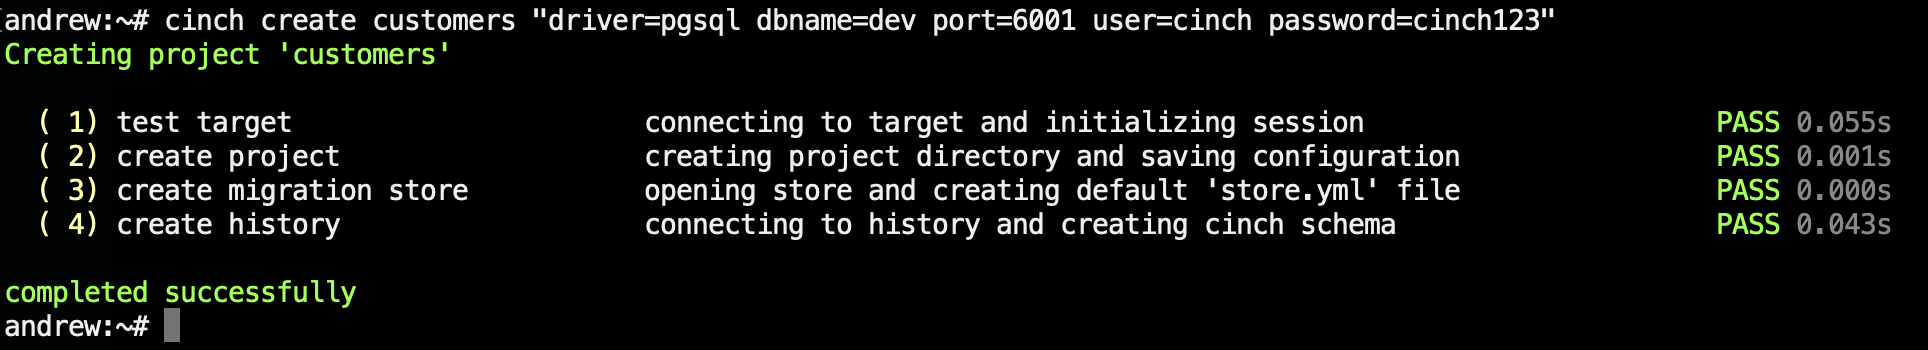 andrew:~# cinch create customers "driver=pgsql dbname=dev port=6001 user=cinch password=cinch123"
Creating project 'customers'
( 1) test target connecting to target and initializing session PASS 0.055s
( 2) create project creating project directory and saving configuration PASS 0.001s
( 3) create migration store opening store and creating default 'store.yml' file PASS 0.000s
( 4) create history connecting to history and creating cinch schema PASS 0.043s
completed successfully
andrew:~#